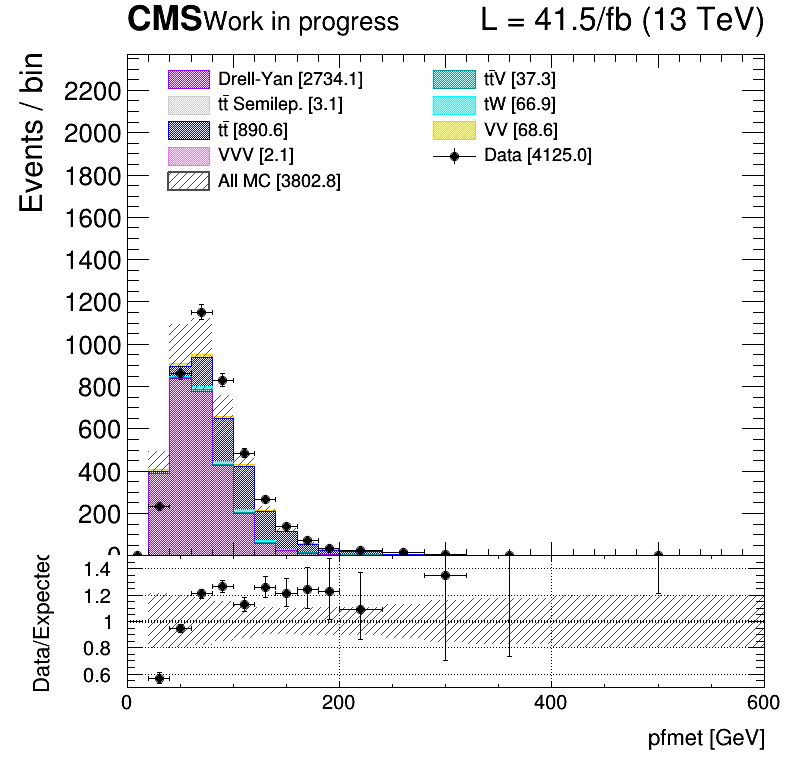 CMS Work in progress L = 41.5/fb (13 TeV)
Events / bin
Drell-Yan [2734.1]
tt̄ Semilep. [3.1]
tt̄ [890.6]
VVV [2.1]
All MC [3802.8]
tt̄V [37.3]
tW [66.9]
VV [68.6]
Data [4125.0]
2200
2000
1800
1600
1400
1200
1000
800
600
400
200
0
Data/Expected
1.4
1.2
1
0.8
0.6
0 200 400 600
pfmet [GeV]